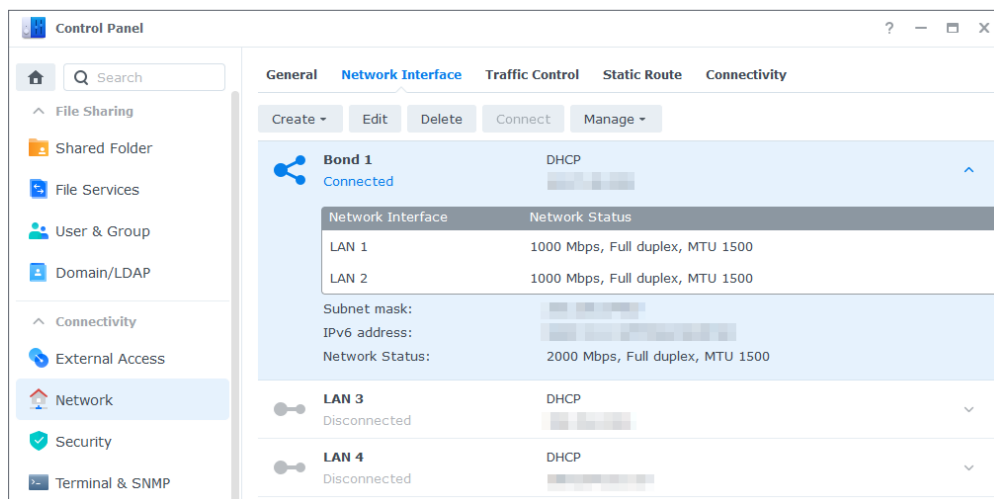 Control Panel
Search
General Network Interface Traffic Control Static Route Connectivity
File Sharing
Create Edit Delete Connect Manage
Shared Folder
File Services
User & Group
Domain/LDAP
Connectivity
External Access
Network
Security
Terminal & SNMP
Bond 1 DHCP
Connected
Network Interface Network Status
LAN 1 1000 Mbps, Full duplex, MTU 1500
LAN 2 1000 Mbps, Full duplex, MTU 1500
Subnet mask:
IPv6 address:
Network Status: 2000 Mbps, Full duplex, MTU 1500
LAN 3 DHCP
Disconnected
LAN 4 DHCP
Disconnected